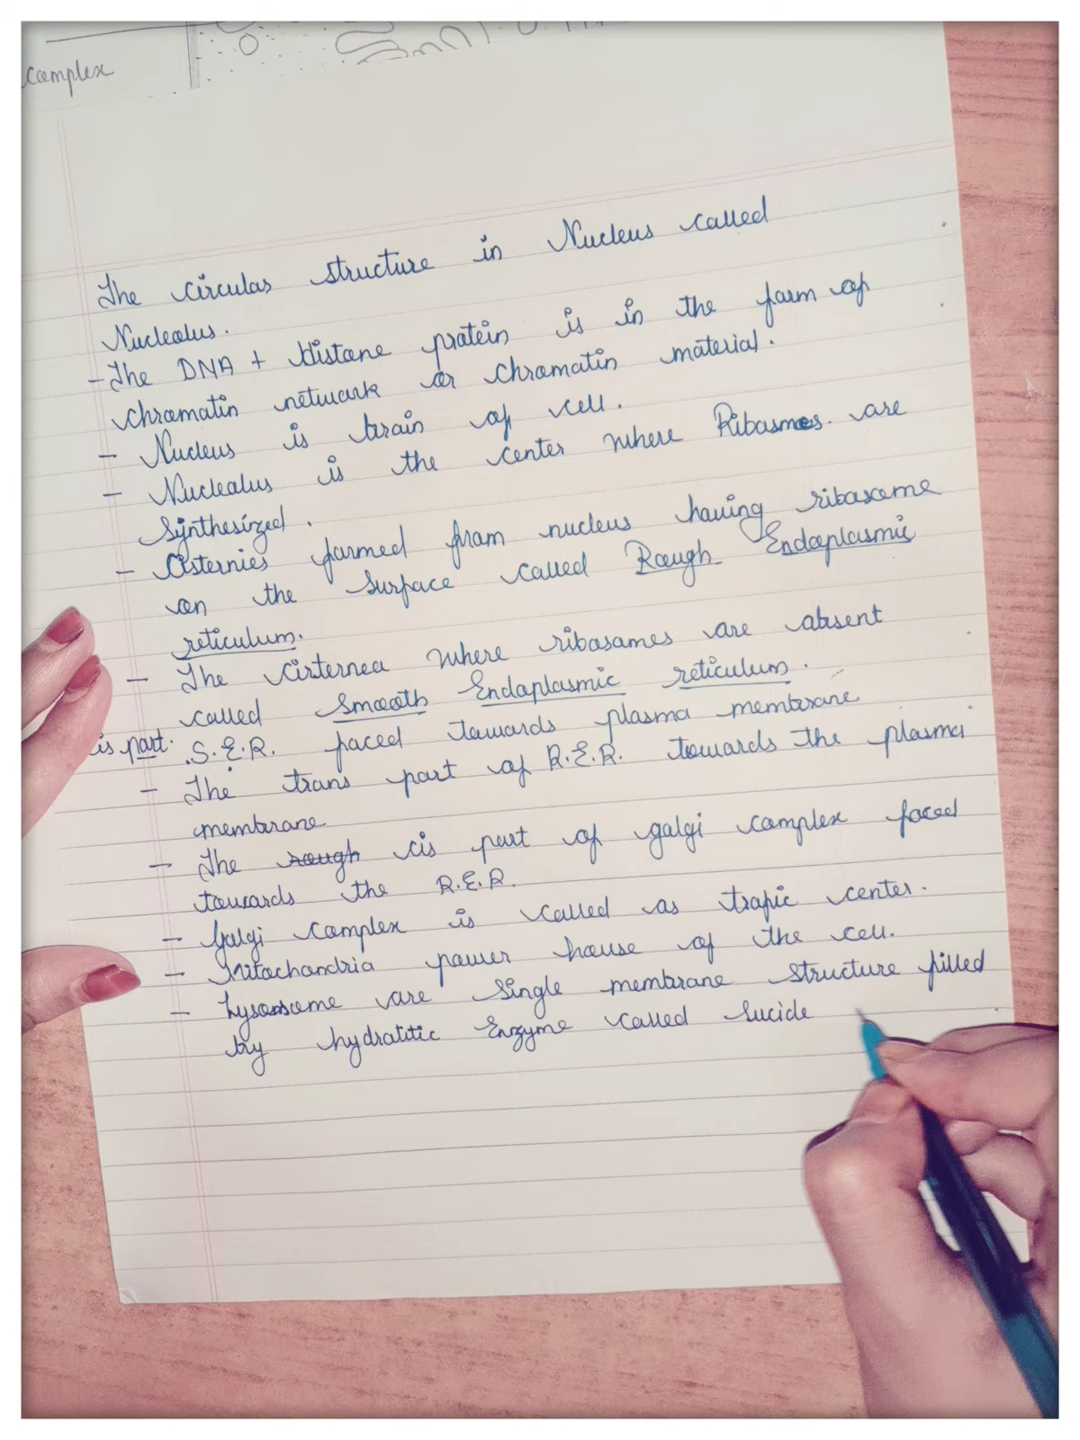 complex
The circular structure in Nucleus called
Nucleolus.
- The DNA + Histone protein is in the form of
chromatin network or chromatin material.
- Nucleus is brain of cell.
- Nucleolus is the center where Ribosmes are
Synthesized.
- Cisternies formed from nucleus having ribosome
on the surface called Rough Endoplasmic
reticulum.
- The Cisternea where ribosomes are absent
called Smooth Endoplasmic reticulum.
is part. S.E.R. faced towards plasma membrane
- The trans part of R.E.R. towards the plasma
membrane
- The rough cis part of golgi complex faced
towards the R.E.R.
- Golgi Complex is called as trafic center.
- Mitochondria power house of the cell.
- Lysosome are Single membrane structure filled
by hydralitic Enzyme called Sucide